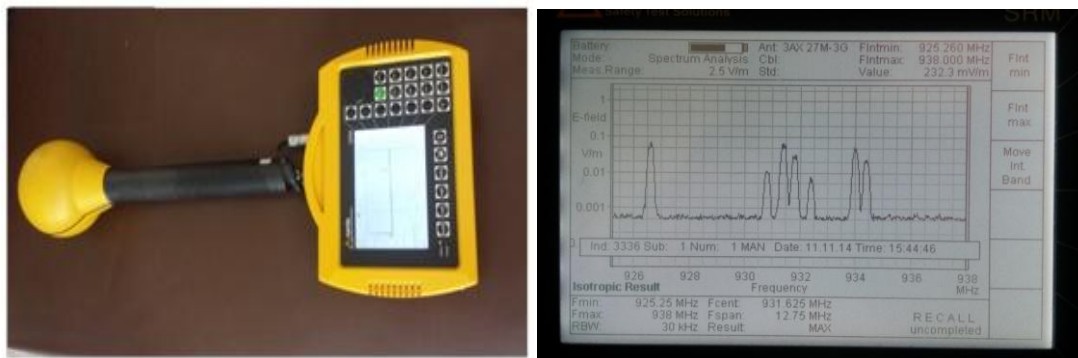 Safety Test Solutions
SRM
Battery: Ant: 3AX 27M-3G Fintmin: 925.260 MHz
Mode: Spectrum Analysis Cbl: Fintmax: 938.000 MHz
Meas.Range: 2.5 V/m Std: Value: 232.3 mV/m
FInt
min
FInt
max
Move
Int.
Band
1
E-field
0.1
V/m
0.01
0.001
Ind: 3336 Sub: 1 Num: 1 MAN Date: 11.11.14 Time: 15:44:46
926 928 930 932 934 936 938
Isotropic Result Frequency MHz
Fmin: 925.25 MHz Fcent: 931.625 MHz
Fmax: 938 MHz Fspan: 12.75 MHz RECALL
RBW: 30 kHz Result: MAX uncompleted